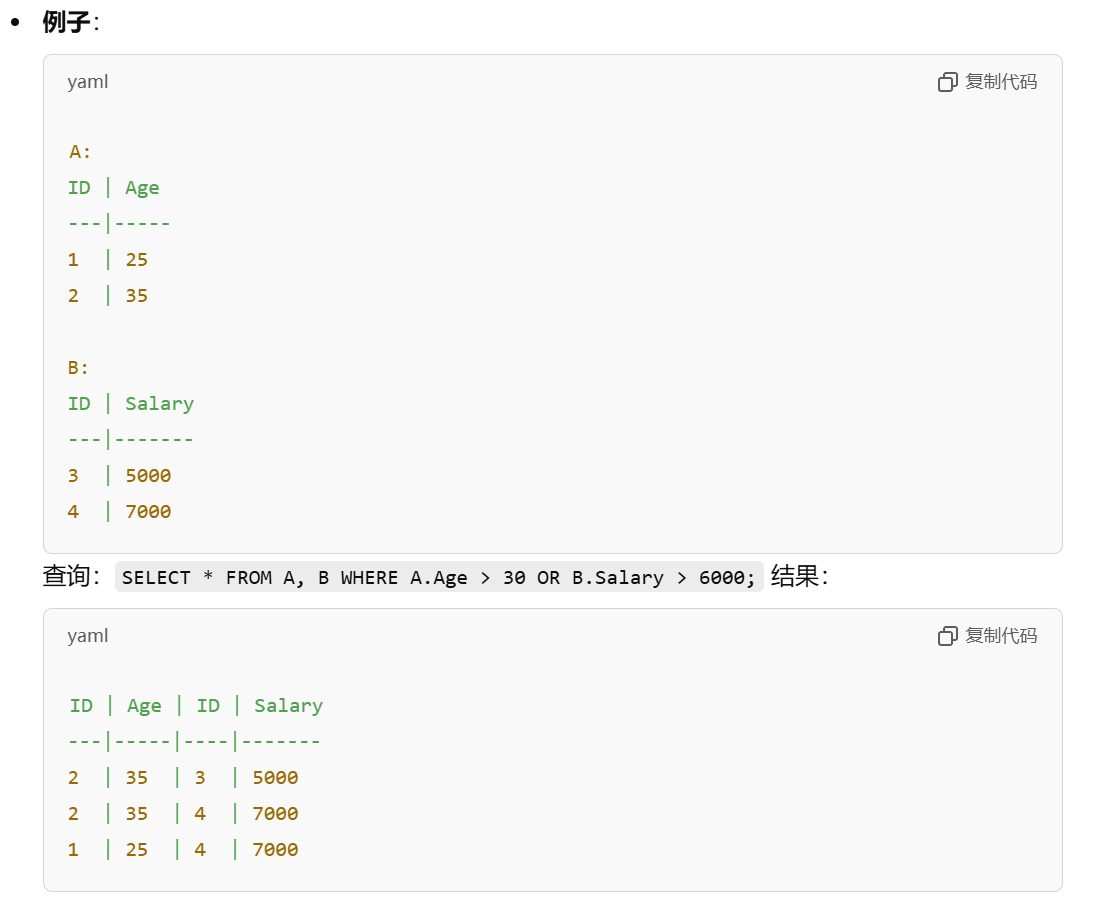 • 例子：
yaml 复制代码
A:
ID | Age
---|-----
1  | 25
2  | 35
B:
ID | Salary
---|-------
3  | 5000
4  | 7000
查询： SELECT * FROM A, B WHERE A.Age > 30 OR B.Salary > 6000; 结果：
yaml 复制代码
ID | Age | ID | Salary
---|-----|----|-------
2  | 35  | 3  | 5000
2  | 35  | 4  | 7000
1  | 25  | 4  | 7000